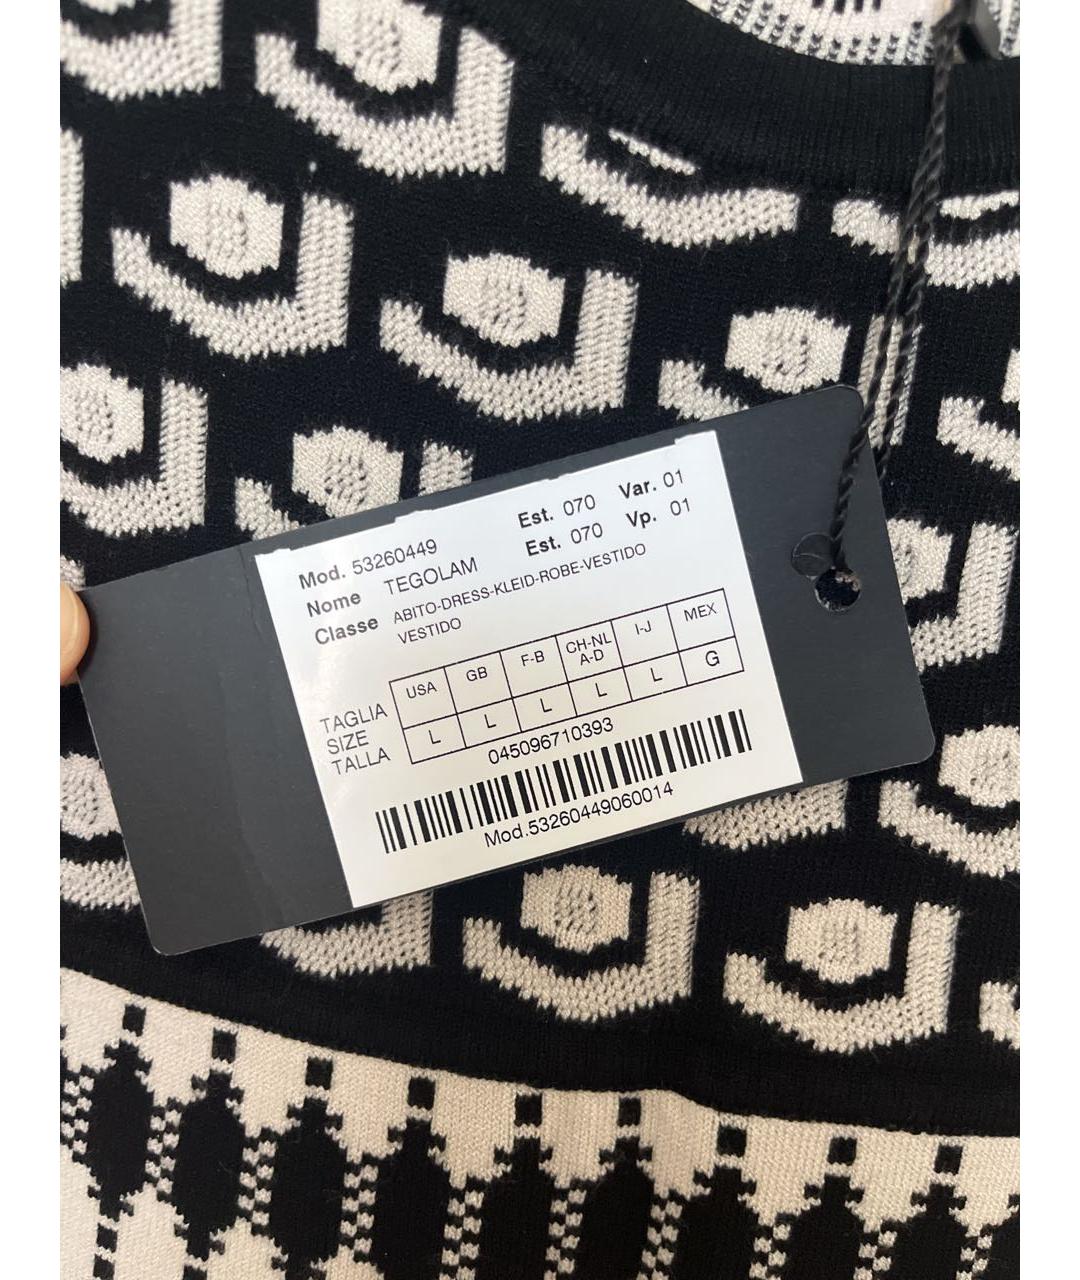 Mod. 53260449 Est. 070 Var. 01
Nome TEGOLAM Est. 070 Vp. 01
Classe ABITO-DRESS-KLEID-ROBE-VESTIDO
VESTIDO
USA GB F-B CH-NL A-D I-J MEX
TAGLIA
SIZE
TALLA
L L L L L G
045096710393
Mod.53260449060014